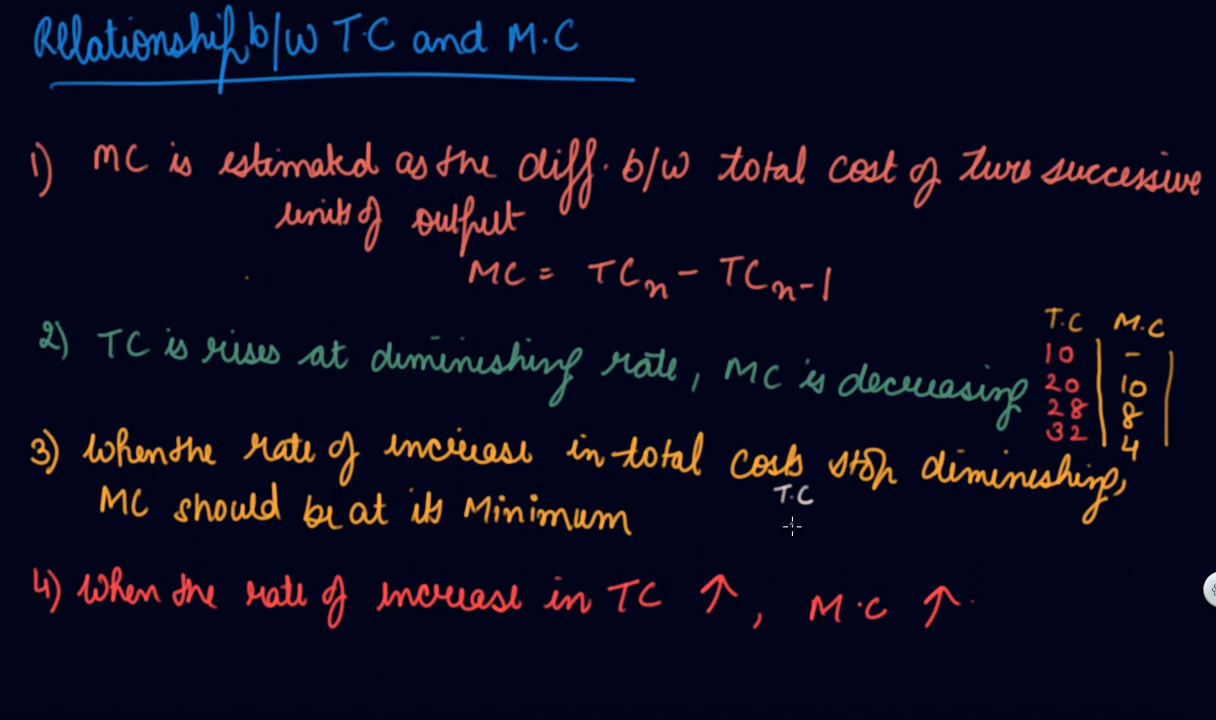 Relationship b/w T.C and M.C
1) MC is estimated as the diff. b/w total cost of two successive
units of output
MC = TCn - TCn-1
2) TC is rises at diminishing rate, MC is decreasing
T.C M.C
10 -
20 10
28 8
32 4
3) When the rate of increase in total costs stop diminishing,
MC should be at its Minimum
T.C
4) When the rate of increase in TC ↑, M.C ↑